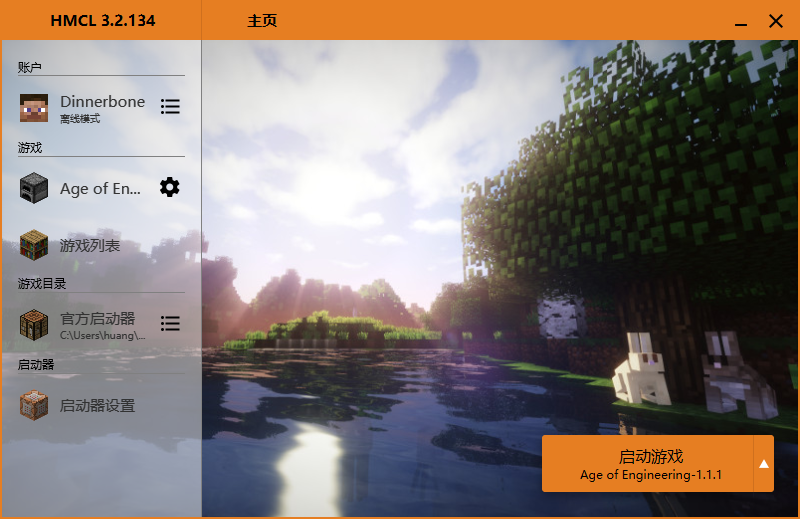 HMCL 3.2.134
主页
账户
Dinnerbone
离线模式
游戏
Age of En...
游戏列表
游戏目录
官方启动器
C:\Users\huang\...
启动器
启动器设置
启动游戏
Age of Engineering-1.1.1